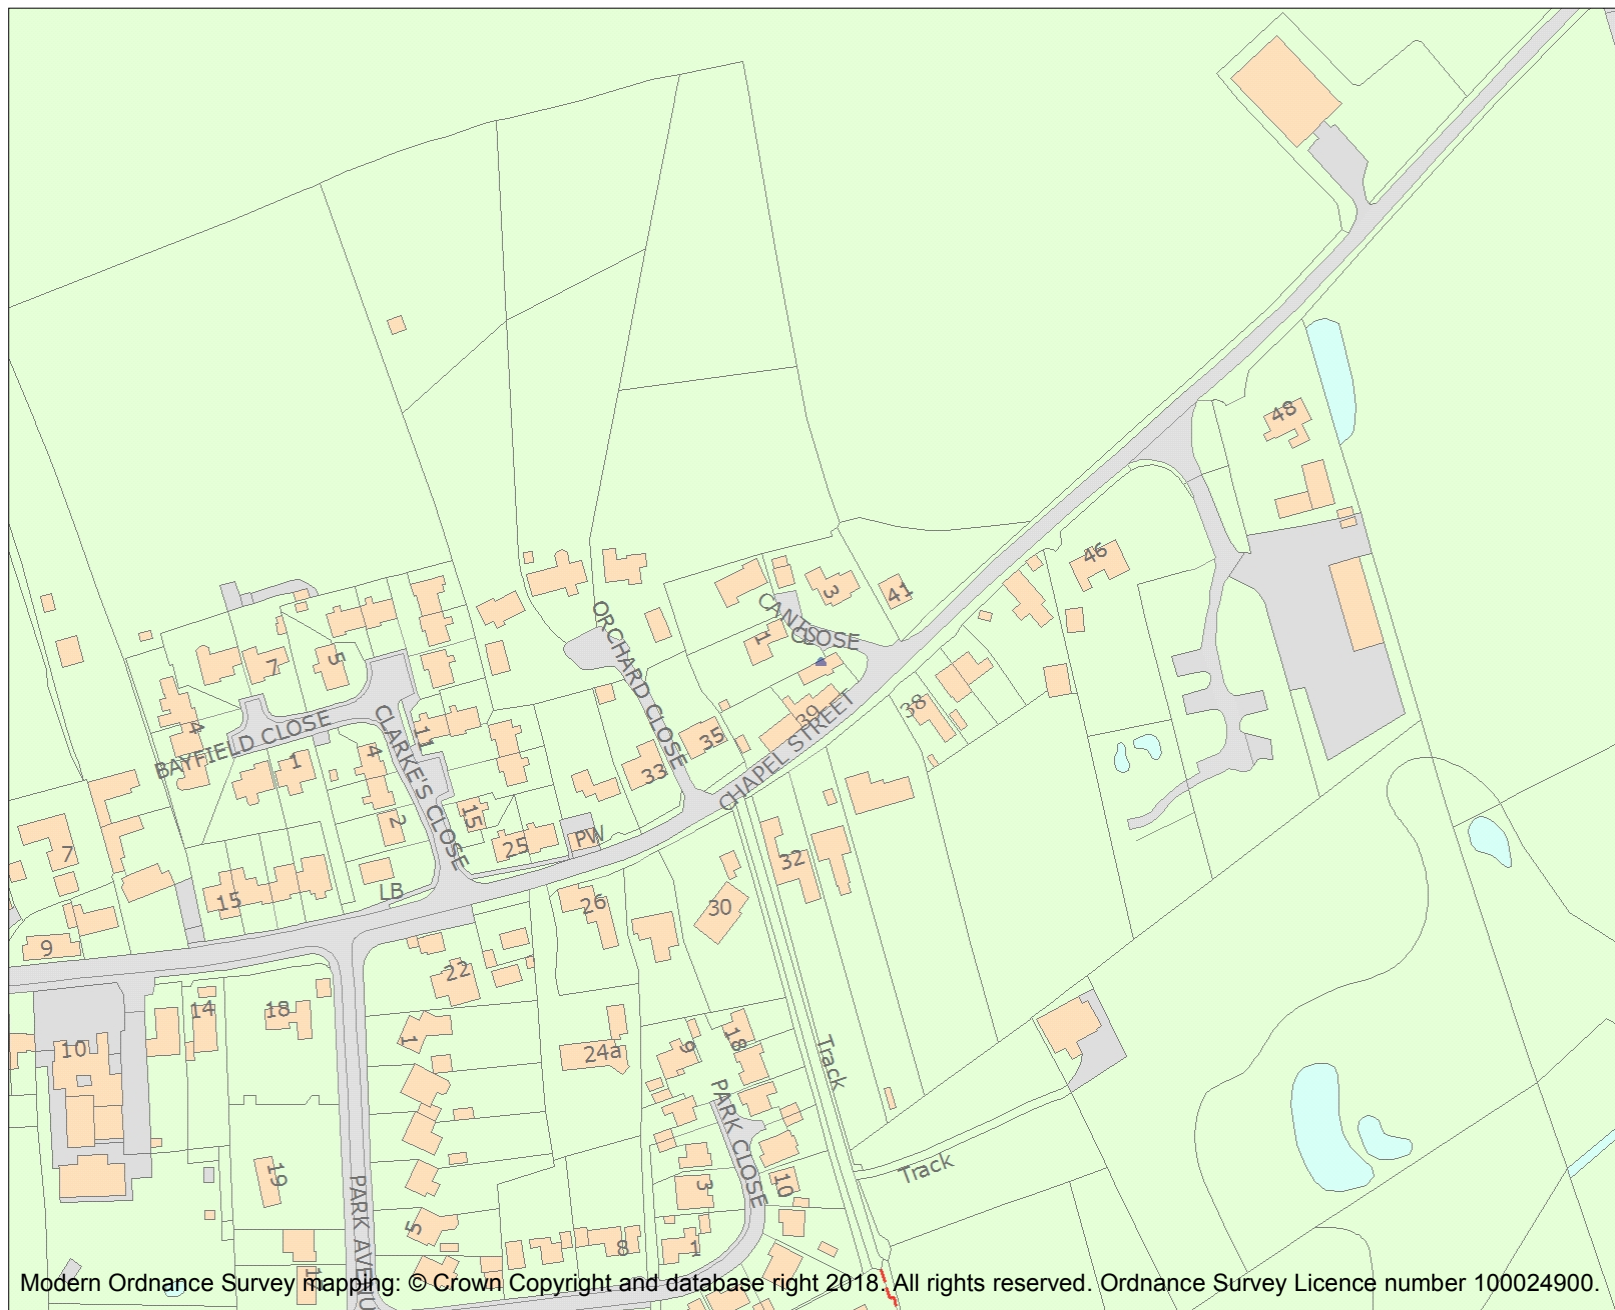 48
46
3
41
CANTS
CLOSE
1
ORCHARD CLOSE
7
5
4
BAYFIELD CLOSE
1
CLARKE'S CLOSE
11
4
2
15
25
PW
33
35
39
38
CHAPEL STREET
LB
7
15
9
32
26
30
22
14
18
10
1
24a
9
18
Track
PARK CLOSE
Track
19
PARK AVENU
3
10
5
8
1
Modern Ordnance Survey mapping: © Crown Copyright and database right 2018. All rights reserved. Ordnance Survey Licence number 100024900.